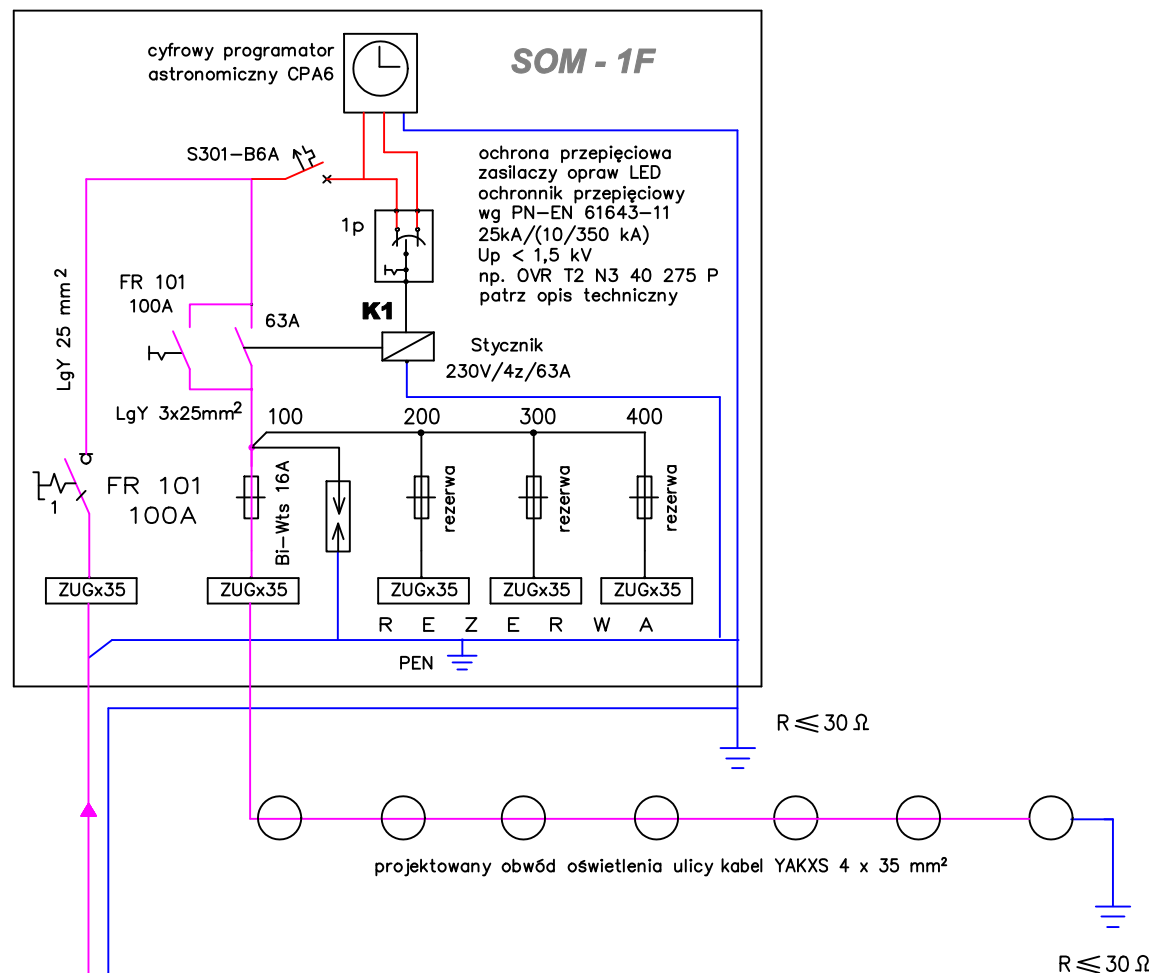 cyfrowy programator
astronomiczny CPA6
SOM - 1F
S301-B6A
ochrona przepięciowa
zasilaczy opraw LED
ochronnik przepięciowy
wg PN-EN 61643-11
25kA/(10/350 kA)
Up < 1,5 kV
np. OVR T2 N3 40 275 P
patrz opis techniczny
1p
LgY 25 mm²
FR 101
100A
63A
K1
Stycznik
230V/4z/63A
LgY 3x25mm²
100
200
300
400
1
FR 101
100A
Bi-Wts 16A
rezerwa
rezerwa
rezerwa
ZUGx35
ZUGx35
ZUGx35
ZUGx35
ZUGx35
R E Z E R W A
PEN
R ≤ 30 Ω
projektowany obwód oświetlenia ulicy kabel YAKXS 4 x 35 mm²
R ≤ 30 Ω